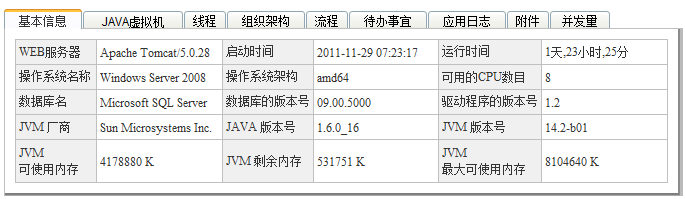 基本信息 JAVA虚拟机 线程 组织架构 流程 待办事宜 应用日志 附件 并发量
WEB服务器 Apache Tomcat/5.0.28 启动时间 2011-11-29 07:23:17 运行时间 1天,23小时,25分
操作系统名称 Windows Server 2008 操作系统架构 amd64 可用的CPU数目 8
数据库名 Microsoft SQL Server 数据库的版本号 09.00.5000 驱动程序的版本号 1.2
JVM 厂商 Sun Microsystems Inc. JAVA 版本号 1.6.0_16 JVM 版本号 14.2-b01
JVM
可使用内存 4178880 K JVM 剩余内存 531751 K JVM
最大可使用内存 8104640 K